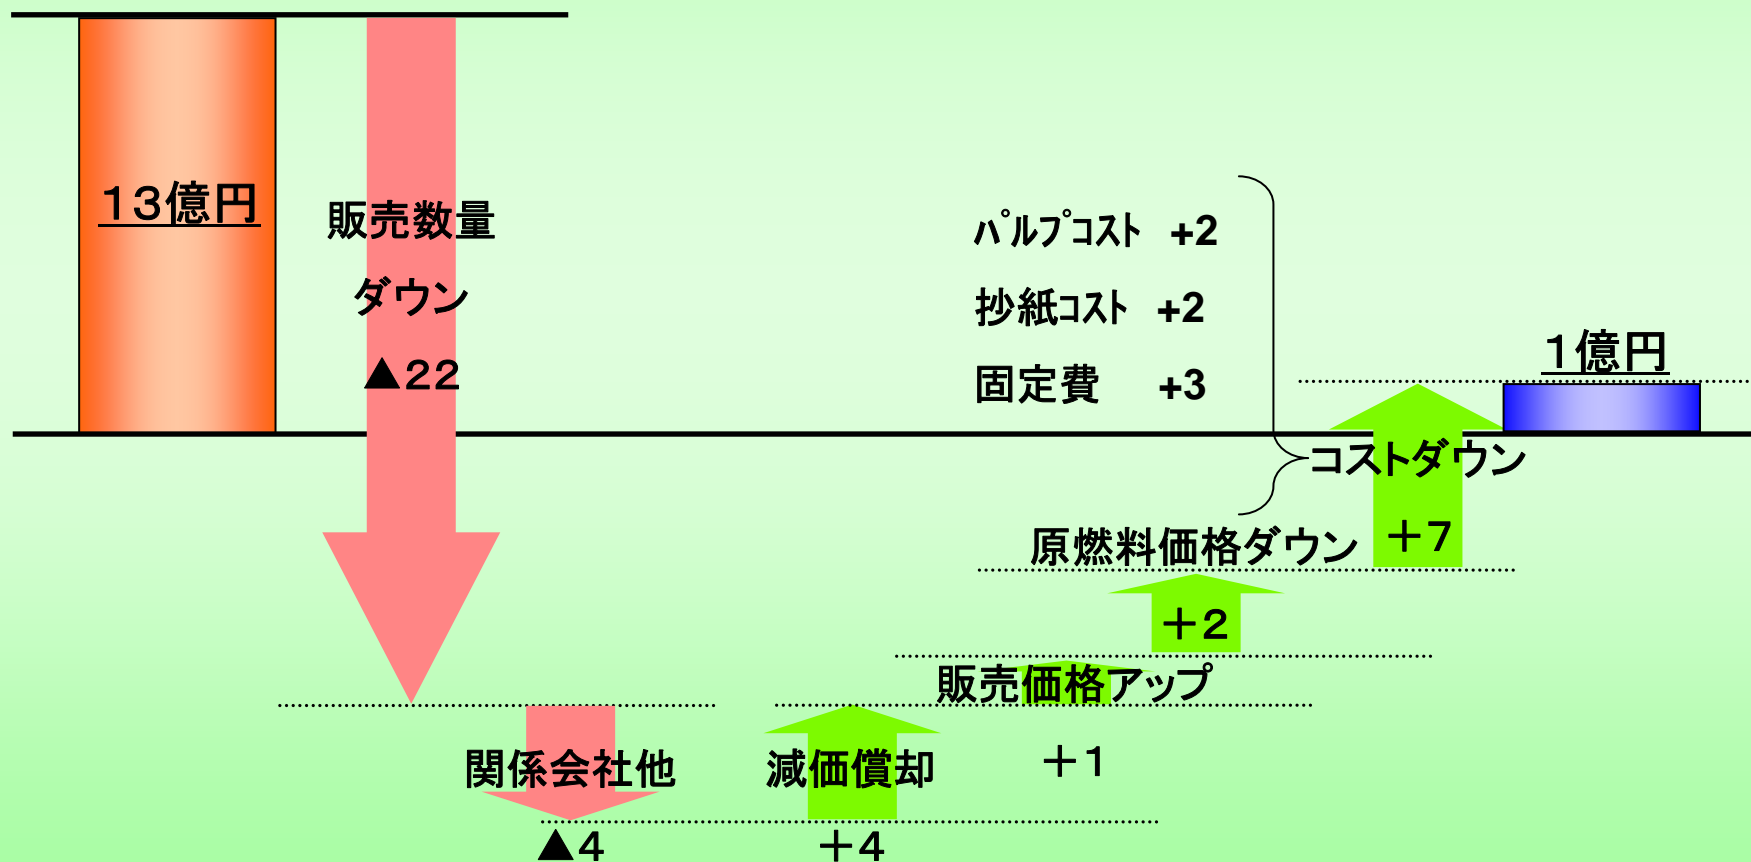 13億円
販売数量
ダウン
▲22
関係会社他
▲4
減価償却
+4
販売価格アップ
+1
原燃料価格ダウン
+2
パルプコスト +2
抄紙コスト +2
固定費 +3
コストダウン
+7
1億円